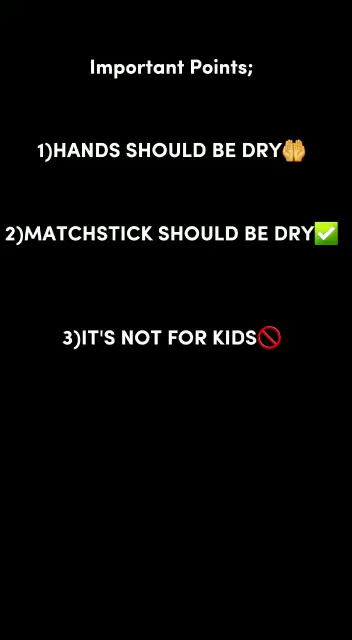 Important Points;
1)HANDS SHOULD BE DRY🤲
2)MATCHSTICK SHOULD BE DRY✅
3)IT'S NOT FOR KIDS🚫